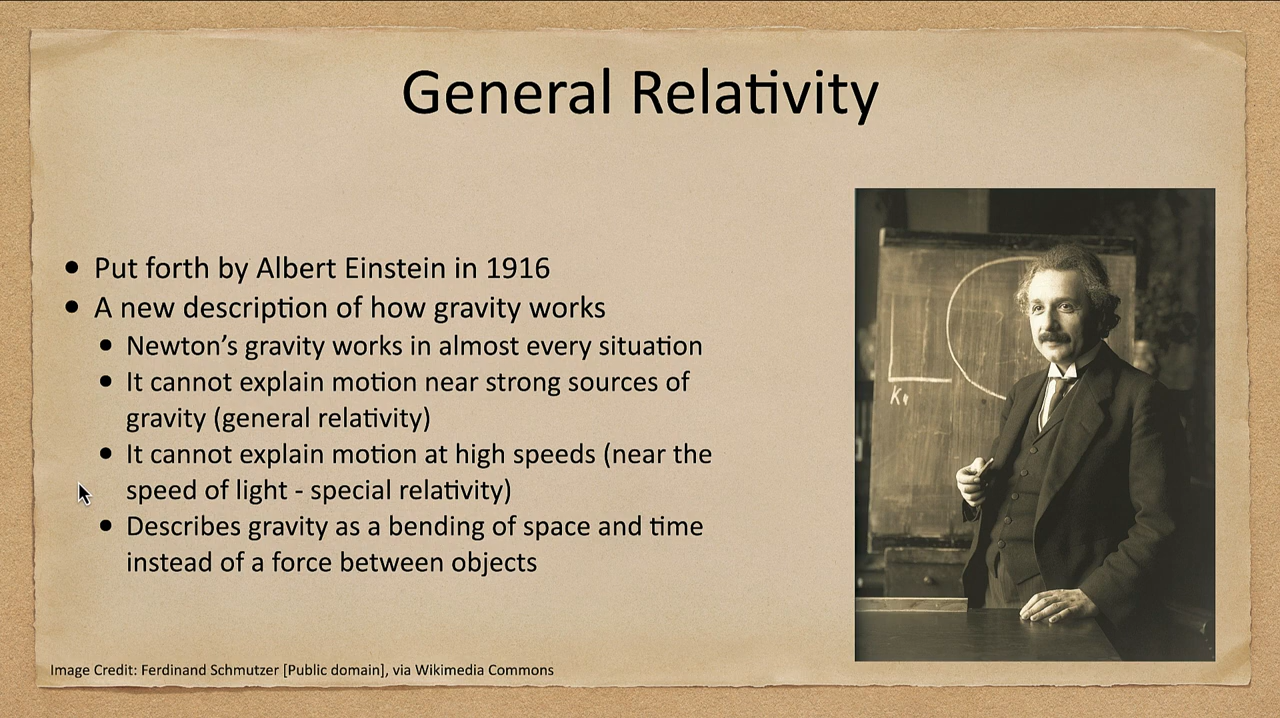 General Relativity
• Put forth by Albert Einstein in 1916
• A new description of how gravity works
• Newton’s gravity works in almost every situation
• It cannot explain motion near strong sources of
gravity (general relativity)
• It cannot explain motion at high speeds (near the
speed of light - special relativity)
• Describes gravity as a bending of space and time
instead of a force between objects
Image Credit: Ferdinand Schmutzer [Public domain], via Wikimedia Commons